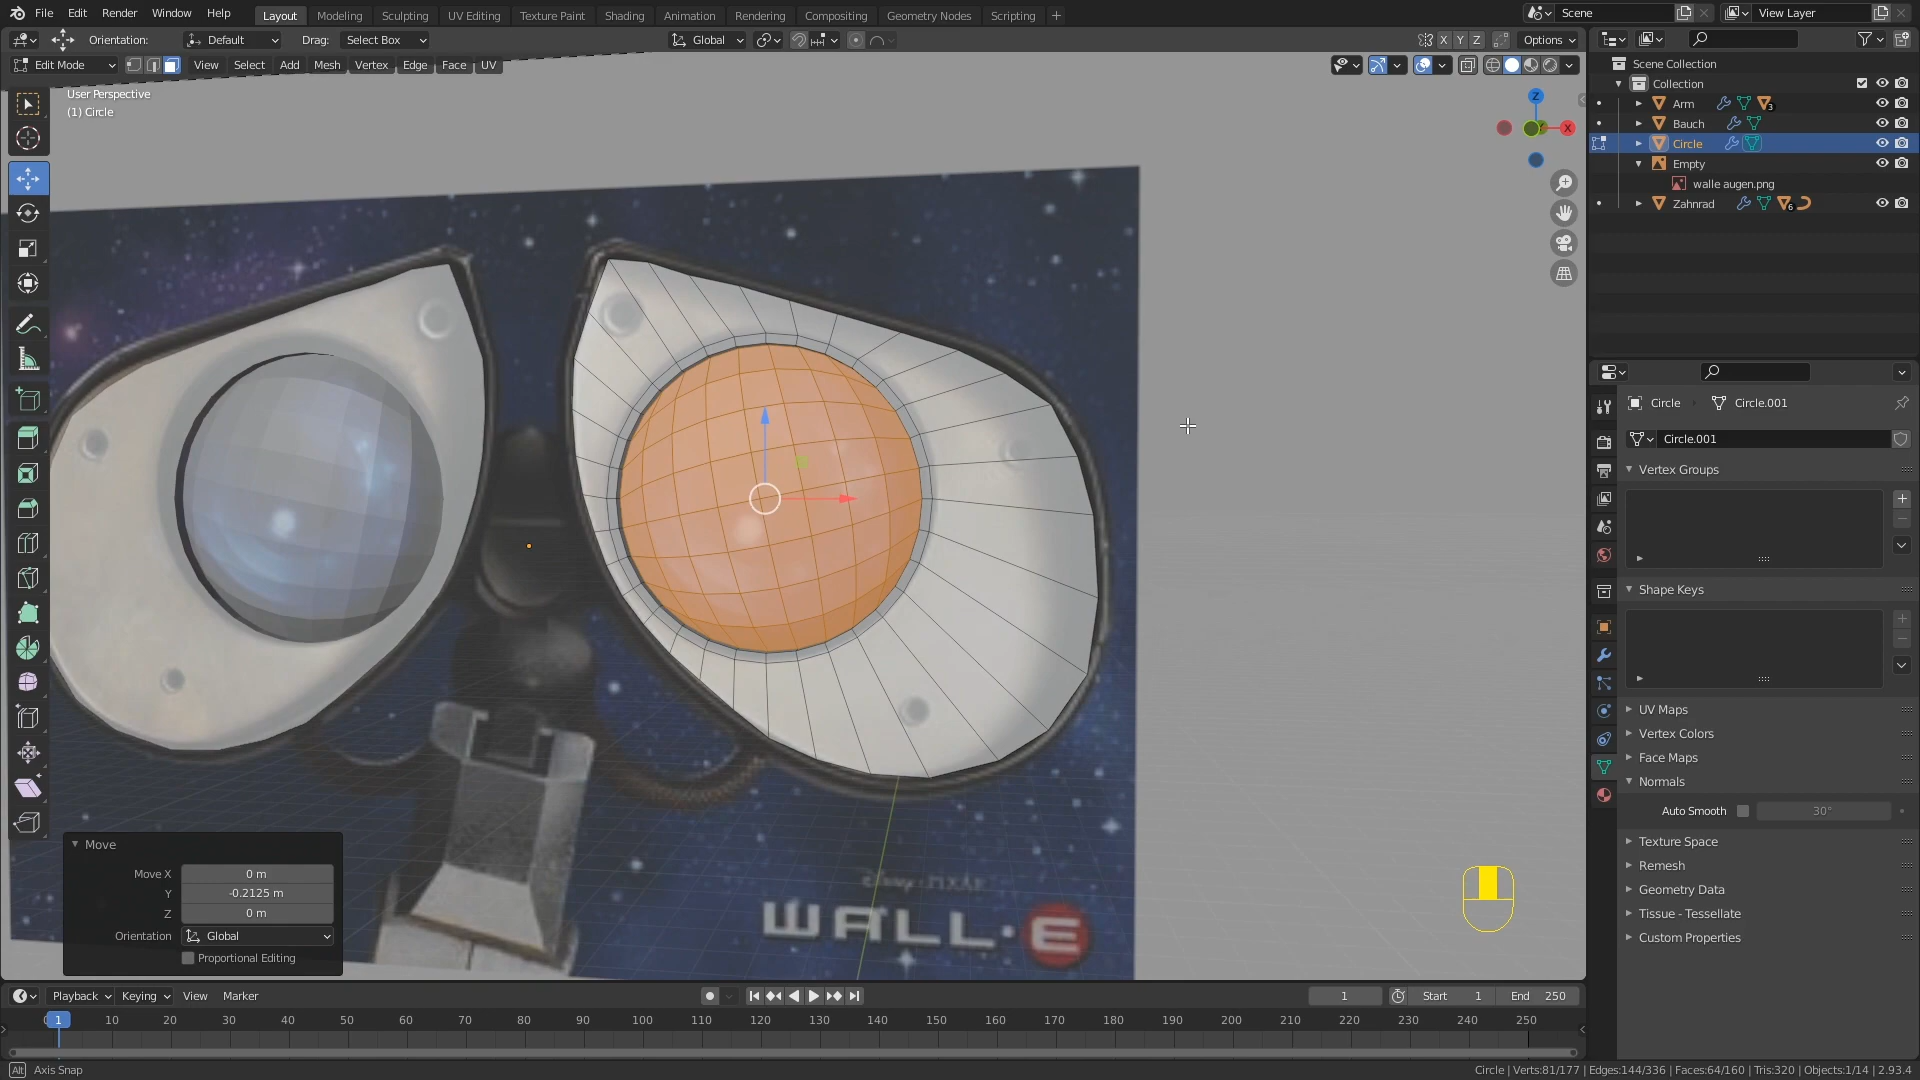 File Edit Render Window Help Layout Modeling Sculpting UV Editing Texture Paint Shading Animation Rendering Compositing Geometry Nodes Scripting + Scene View Layer
Orientation: Default Drag: Select Box Global X Y Z Options
Edit Mode View Select Add Mesh Vertex Edge Face UV
User Perspective
(1) Circle
Z
X
Scene Collection
Collection
Arm 3
Bauch
Circle
Empty
walle augen.png
Zahnrad 6
Circle Circle.001
Circle.001
Vertex Groups
Shape Keys
UV Maps
Vertex Colors
Face Maps
Normals
Auto Smooth 30°
Texture Space
Remesh
Geometry Data
Tissue - Tessellate
Custom Properties
WALL·E
Move
Move X 0 m
Y -0.2125 m
Z 0 m
Orientation Global
Proportional Editing
Playback Keying View Marker 1 Start 1 End 250
1 10 20 30 40 50 60 70 80 90 100 110 120 130 140 150 160 170 180 190 200 210 220 230 240 250
Alt Axis Snap Circle | Verts:81/177 | Edges:144/336 | Faces:64/160 | Tris:320 | Objects:1/14 | 2.93.4